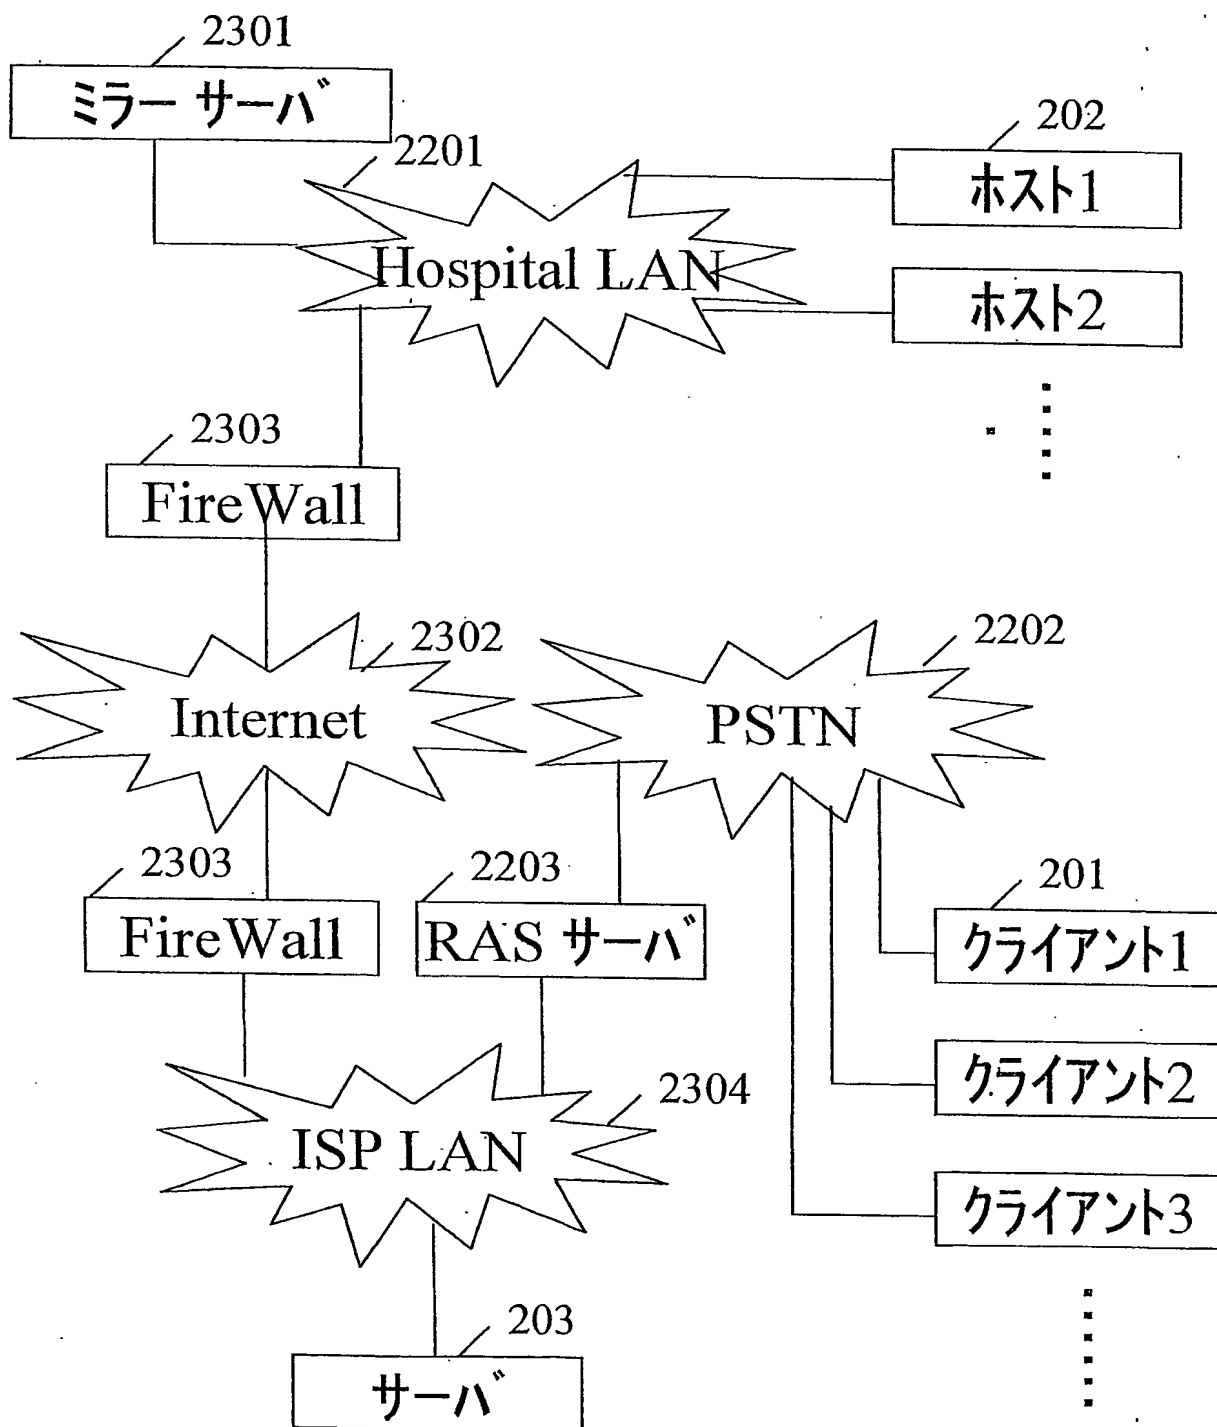 2301
ミラー サーバ
2201
202
ホスト1
Hospital LAN
ホスト2
2303
FireWall
2302
2202
Internet
PSTN
2303
2203
201
FireWall
RAS サーバ
クライアント1
クライアント2
2304
ISP LAN
クライアント3
203
サーバ